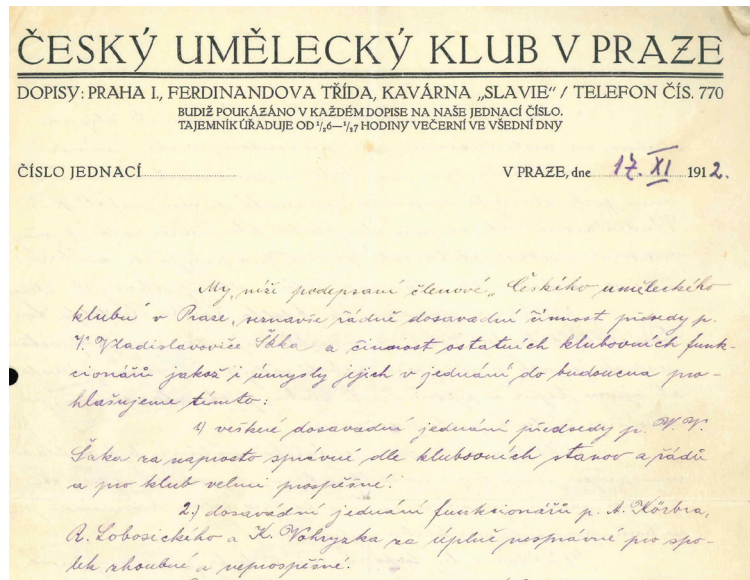 ČESKÝ UMĚLECKÝ KLUB V PRAZE
DOPISY: PRAHA I., FERDINANDOVA TŘÍDA, KAVÁRNA „SLAVIE“ / TELEFON ČÍS. 770
BUDIŽ POUKÁZÁNO V KAŽDÉM DOPISE NA NAŠE JEDNACÍ ČÍSLO.
TAJEMNÍK ÚŘADUJE OD ½6—½7 HODINY VEČERNÍ VE VŠEDNÍ DNY
ČÍSLO JEDNACÍ
V PRAZE, dne 17. XI 1912.
My, níži podepsaní členové „Českého uměleckého
klubu“ v Praze, seznavše řádně dosavadní činnost předsedy p.
V. Vladislavoviče Šaka a činnost ostatních klubovních funk-
cionářů jakož i úmysly jejich v jednání do budoucna pro-
hlašujeme tímto:
1) veškeré dosavadní jednání předsedy p. V. V.
Šaka za naprosto správné dle klubovních stanov a řádů
a pro klub velmi prospěšné.
2.) dosavadní jednání funkcionářů p. A. Körbra,
R. Lobosického a K. Vohryzka za úplně nesprávné pro spo-
lek zhoubné a neprospěšné.